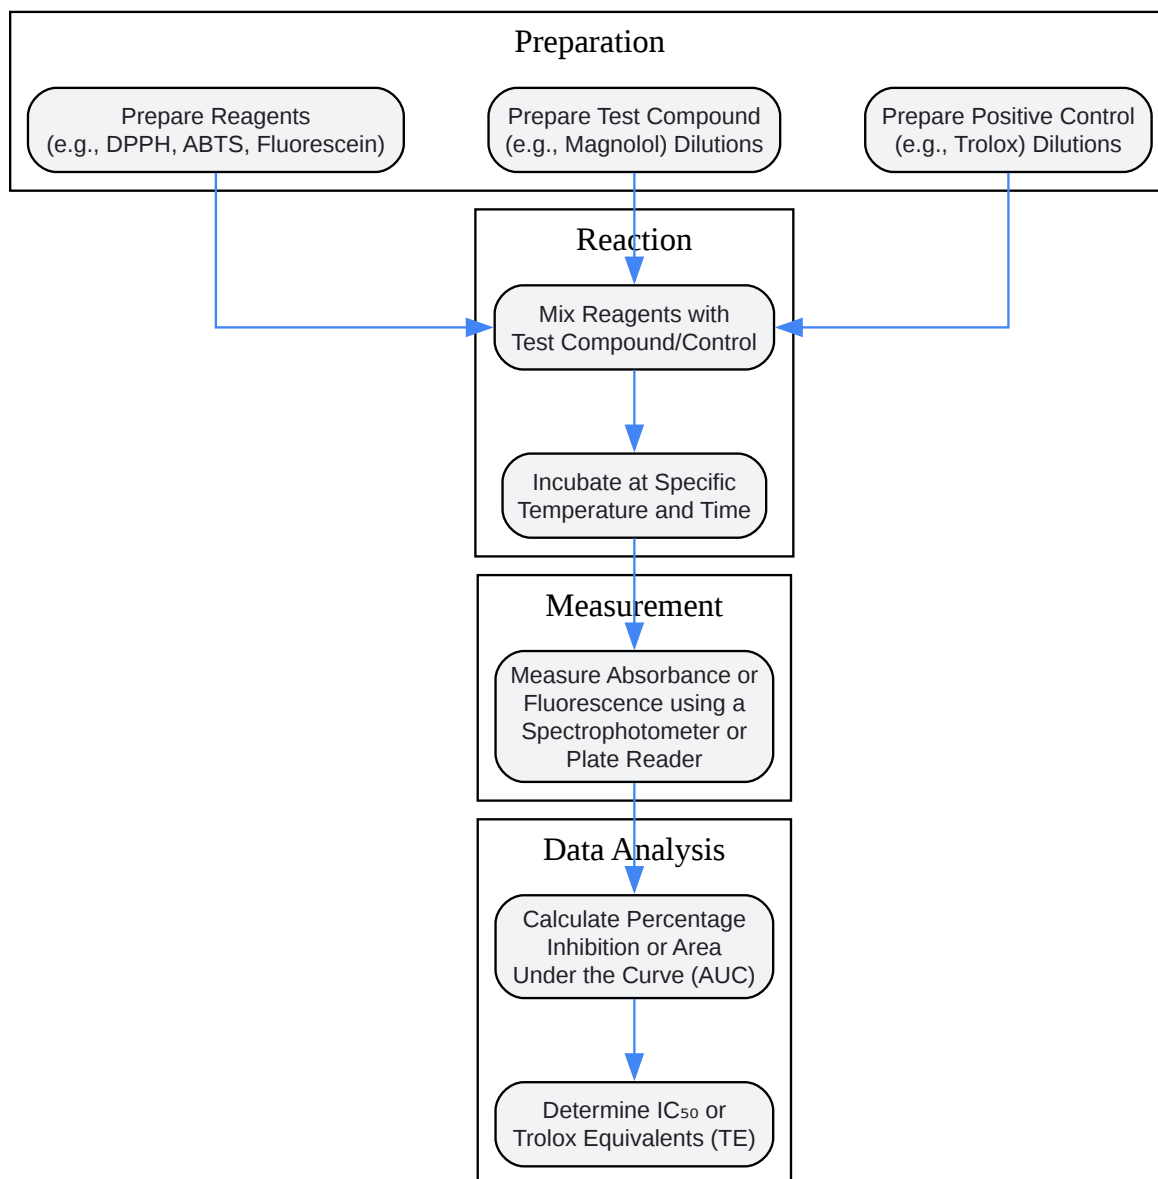 Preparation
Prepare Reagents
(e.g., DPPH, ABTS, Fluorescein)
Prepare Test Compound
(e.g., Magnolol) Dilutions
Prepare Positive Control
(e.g., Trolox) Dilutions
Reaction
Mix Reagents with
Test Compound/Control
Incubate at Specific
Temperature and Time
Measurement
Measure Absorbance or
Fluorescence using a
Spectrophotometer or
Plate Reader
Data Analysis
Calculate Percentage
Inhibition or Area
Under the Curve (AUC)
Determine IC₅₀ or
Trolox Equivalents (TE)